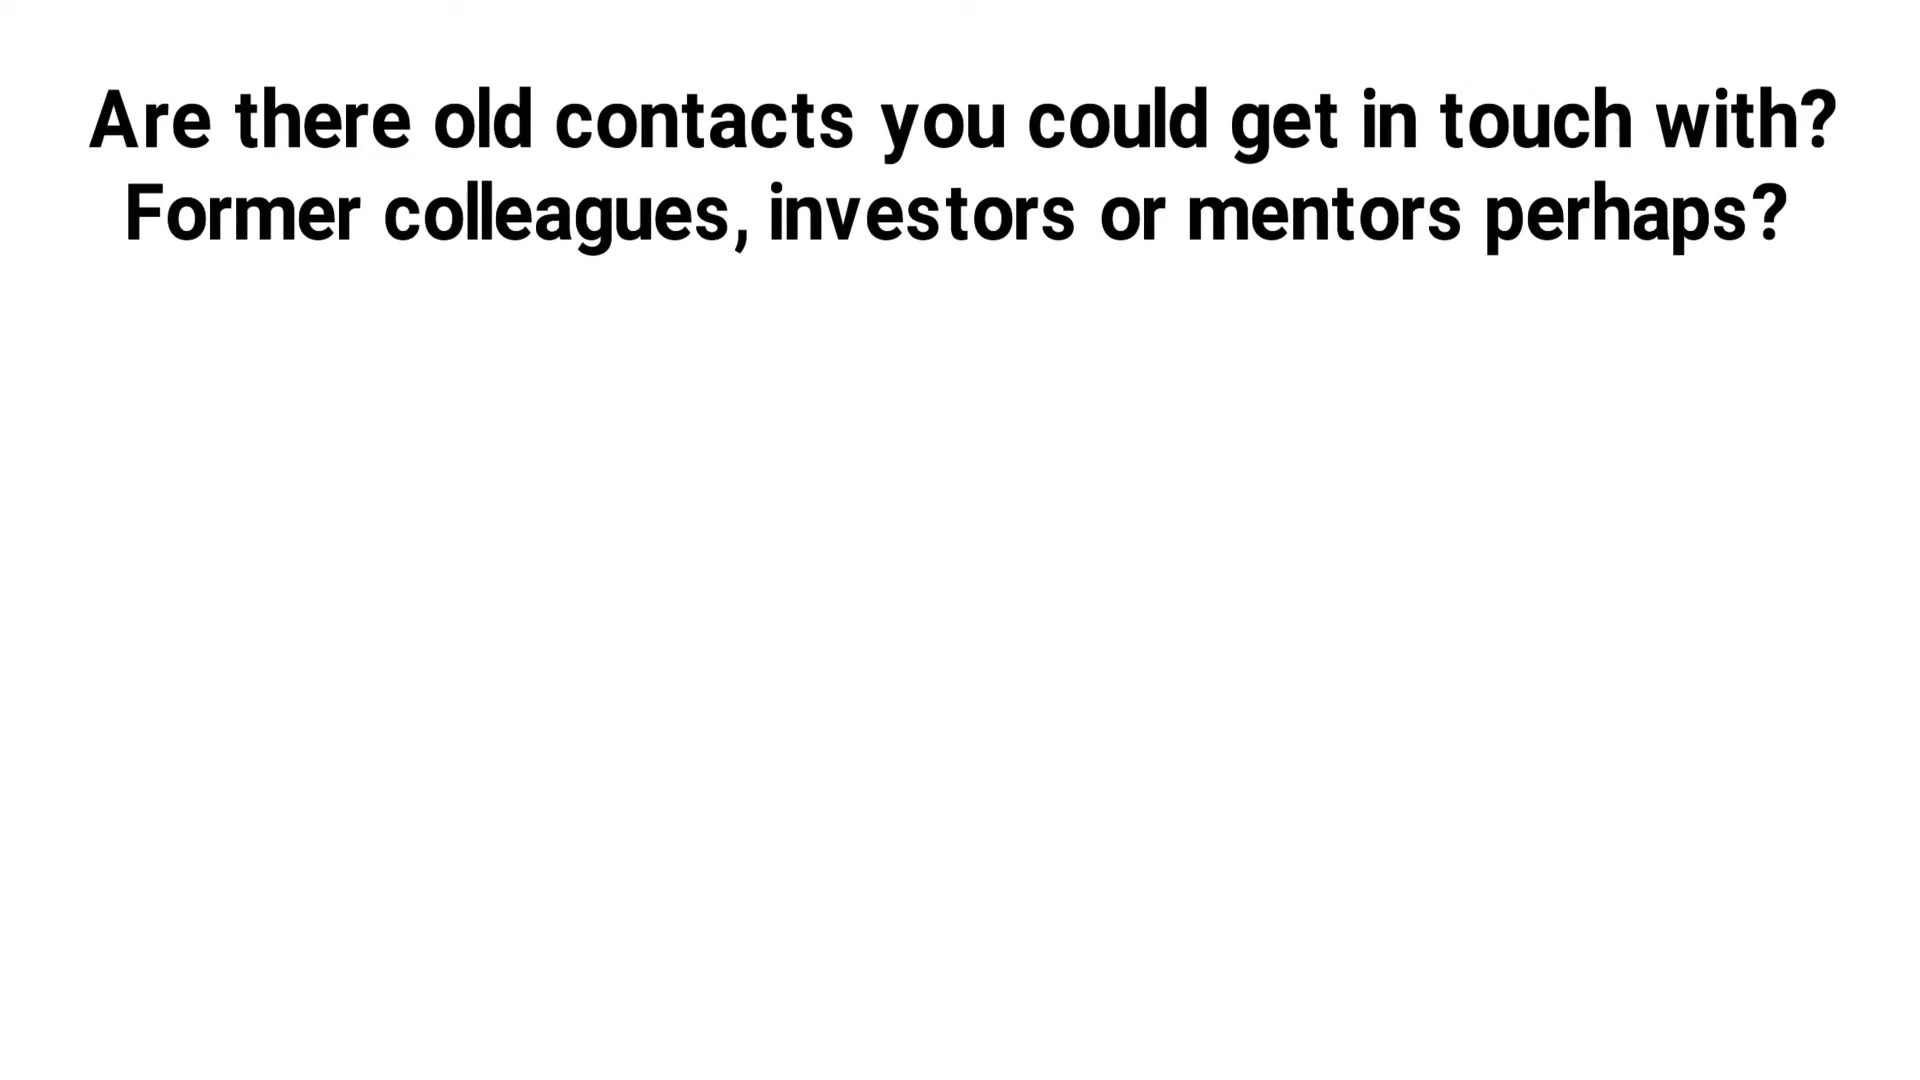 Are there old contacts you could get in touch with?
Former colleagues, investors or mentors perhaps?